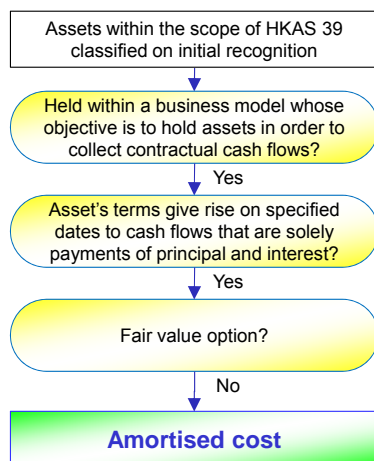 Assets within the scope of HKAS 39
classified on initial recognition
Held within a business model whose
objective is to hold assets in order to
collect contractual cash flows?
Yes
Asset's terms give rise on specified
dates to cash flows that are solely
payments of principal and interest?
Yes
Fair value option?
No
Amortised cost